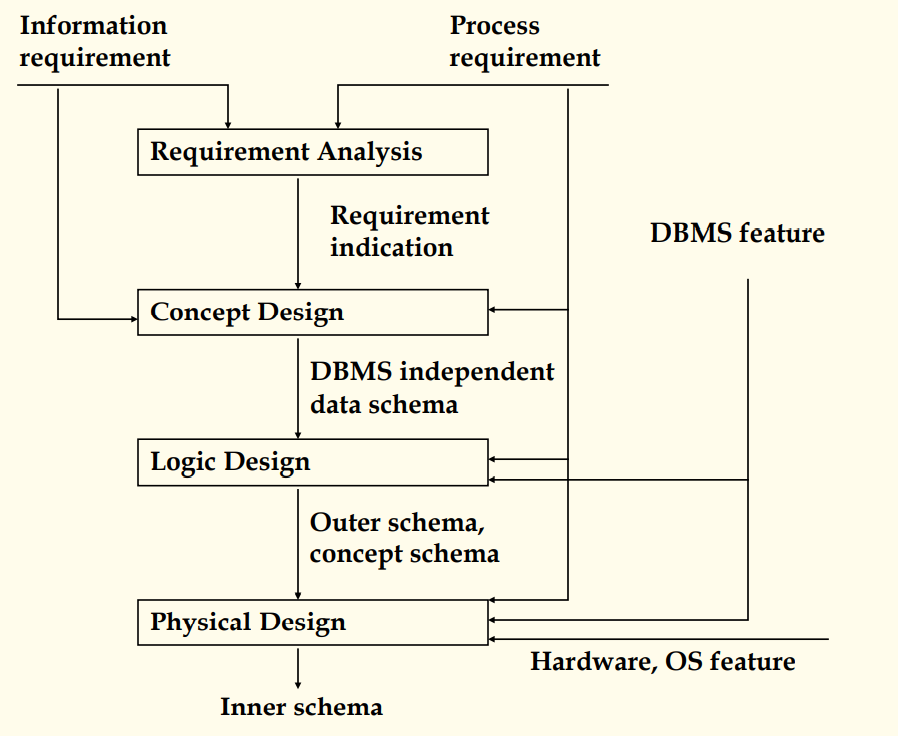 Information
requirement
Process
requirement
Requirement Analysis
Requirement
indication
DBMS feature
Concept Design
DBMS independent
data schema
Logic Design
Outer schema,
concept schema
Physical Design
Hardware, OS feature
Inner schema